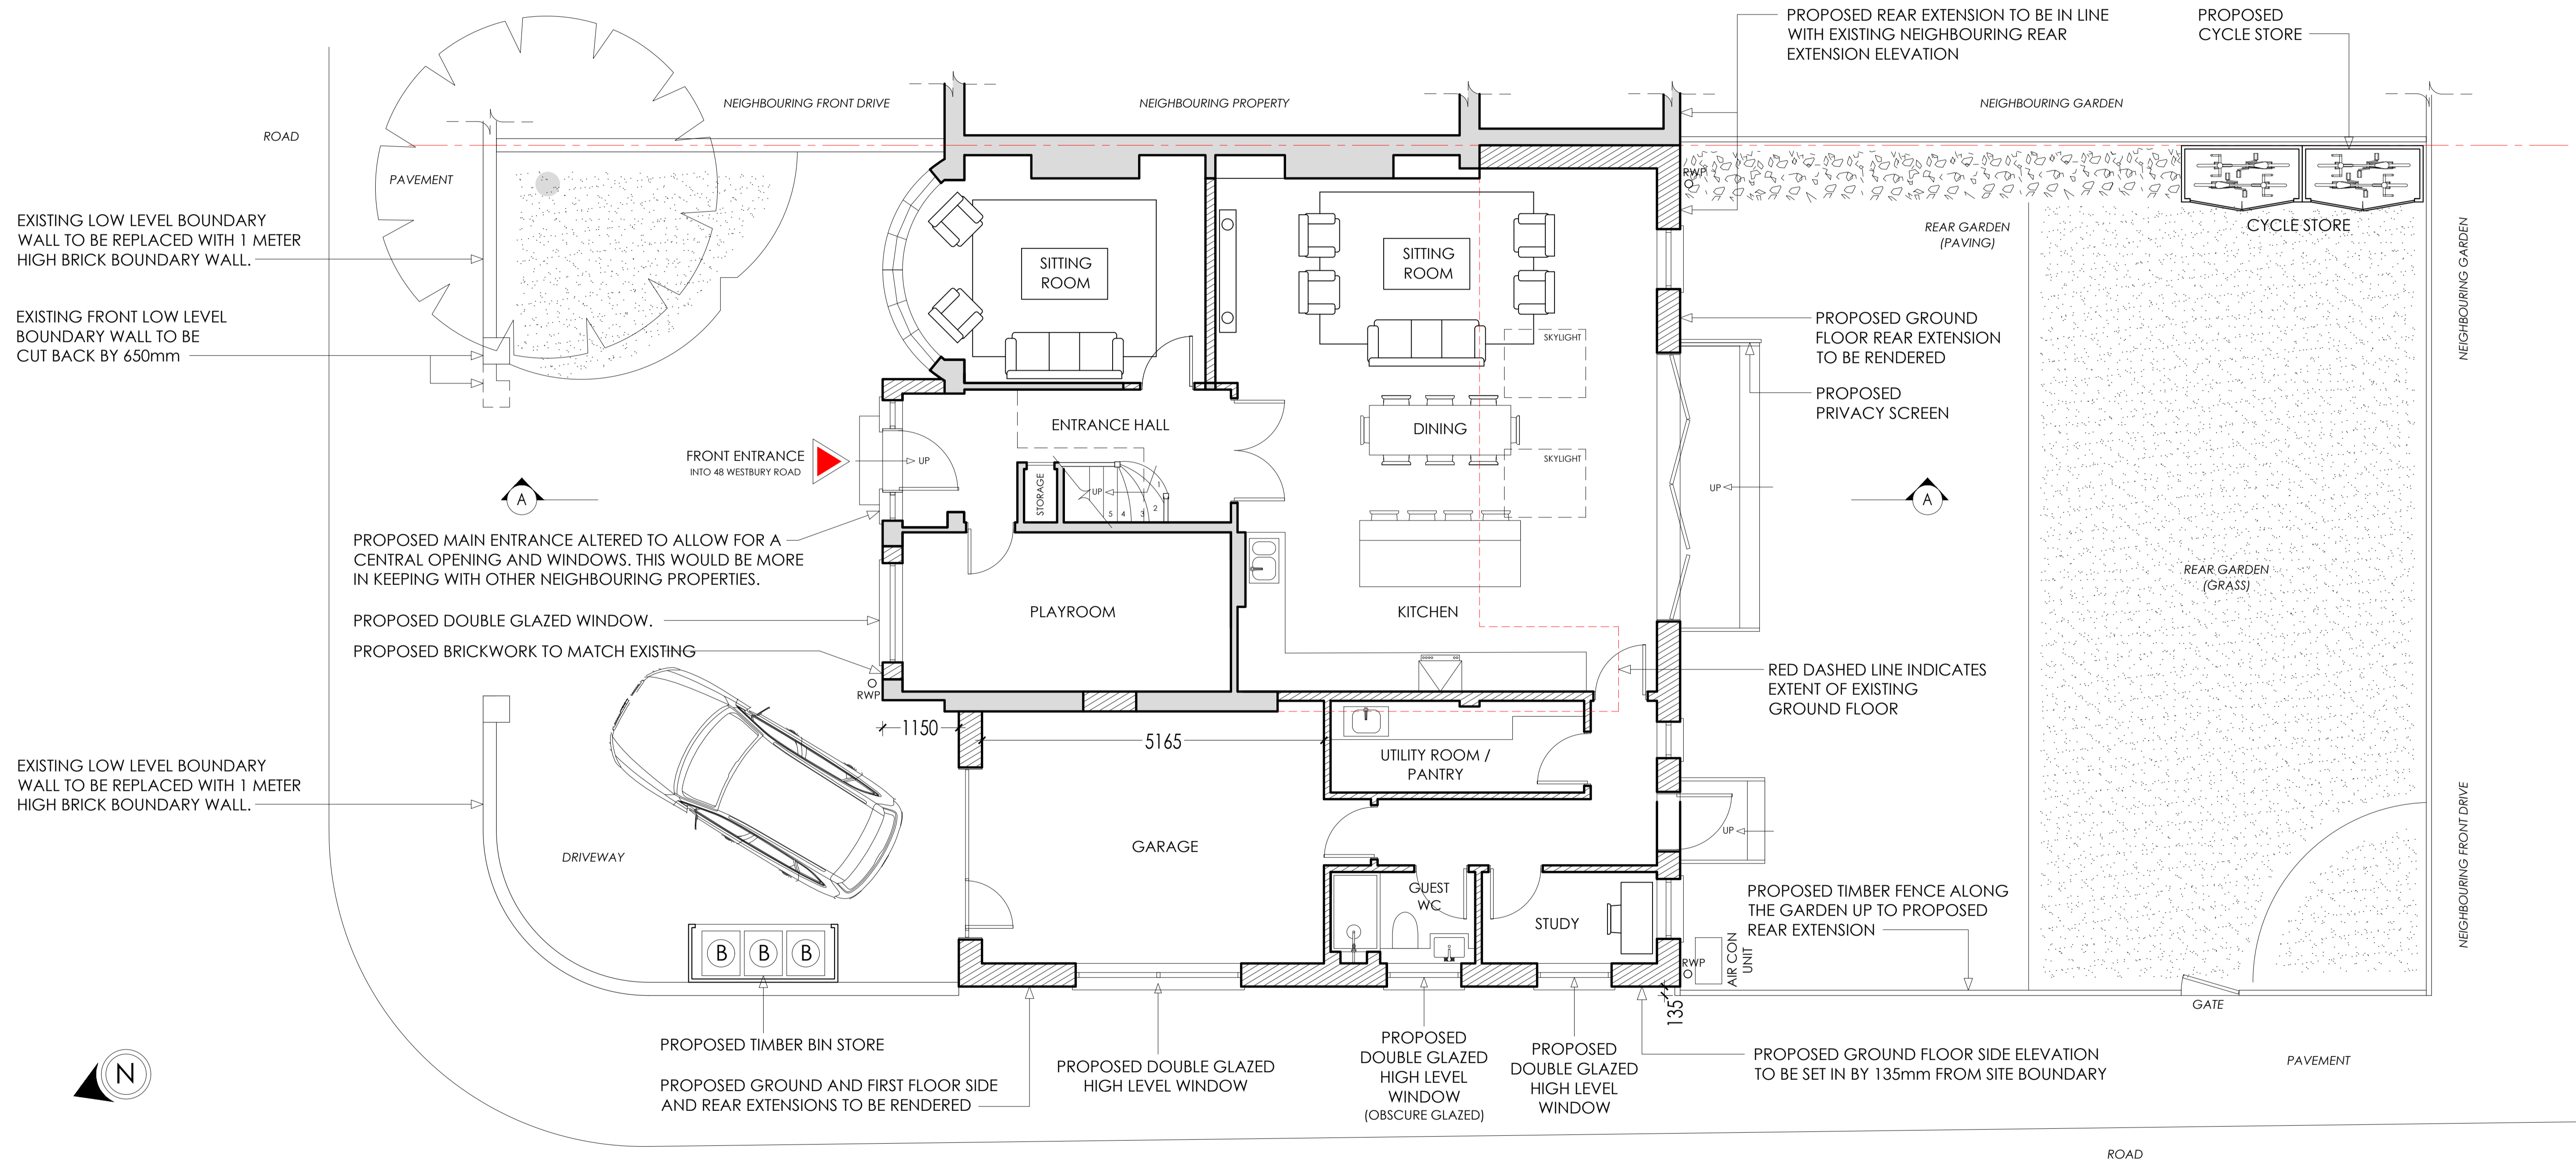 PROPOSED REAR EXTENSION TO BE IN LINE
WITH EXISTING NEIGHBOURING REAR
EXTENSION ELEVATION
PROPOSED
CYCLE STORE
NEIGHBOURING FRONT DRIVE
NEIGHBOURING PROPERTY
NEIGHBOURING GARDEN
ROAD
PAVEMENT
RWP
EXISTING LOW LEVEL BOUNDARY
WALL TO BE REPLACED WITH 1 METER
HIGH BRICK BOUNDARY WALL.
SITTING
ROOM
SITTING
ROOM
REAR GARDEN
(PAVING)
CYCLE STORE
NEIGHBOURING GARDEN
EXISTING FRONT LOW LEVEL
BOUNDARY WALL TO BE
CUT BACK BY 650mm
SKYLIGHT
PROPOSED GROUND
FLOOR REAR EXTENSION
TO BE RENDERED
PROPOSED
PRIVACY SCREEN
ENTRANCE HALL
DINING
FRONT ENTRANCE
INTO 48 WESTBURY ROAD
UP
SKYLIGHT
STORAGE
UP
1
2
3
4
5
UP
A
A
PROPOSED MAIN ENTRANCE ALTERED TO ALLOW FOR A
CENTRAL OPENING AND WINDOWS. THIS WOULD BE MORE
IN KEEPING WITH OTHER NEIGHBOURING PROPERTIES.
REAR GARDEN
(GRASS)
PLAYROOM
KITCHEN
PROPOSED DOUBLE GLAZED WINDOW.
PROPOSED BRICKWORK TO MATCH EXISTING
RWP
RED DASHED LINE INDICATES
EXTENT OF EXISTING
GROUND FLOOR
1150
5165
UTILITY ROOM /
PANTRY
EXISTING LOW LEVEL BOUNDARY
WALL TO BE REPLACED WITH 1 METER
HIGH BRICK BOUNDARY WALL.
UP
NEIGHBOURING FRONT DRIVE
DRIVEWAY
GARAGE
GUEST
WC
STUDY
PROPOSED TIMBER FENCE ALONG
THE GARDEN UP TO PROPOSED
REAR EXTENSION
B
B
B
RWP
AIR CON
UNIT
135
GATE
PROPOSED TIMBER BIN STORE
PROPOSED GROUND AND FIRST FLOOR SIDE
AND REAR EXTENSIONS TO BE RENDERED
PROPOSED DOUBLE GLAZED
HIGH LEVEL WINDOW
PROPOSED
DOUBLE GLAZED
HIGH LEVEL
WINDOW
(OBSCURE GLAZED)
PROPOSED
DOUBLE GLAZED
HIGH LEVEL
WINDOW
PROPOSED GROUND FLOOR SIDE ELEVATION
TO BE SET IN BY 135mm FROM SITE BOUNDARY
PAVEMENT
N
ROAD